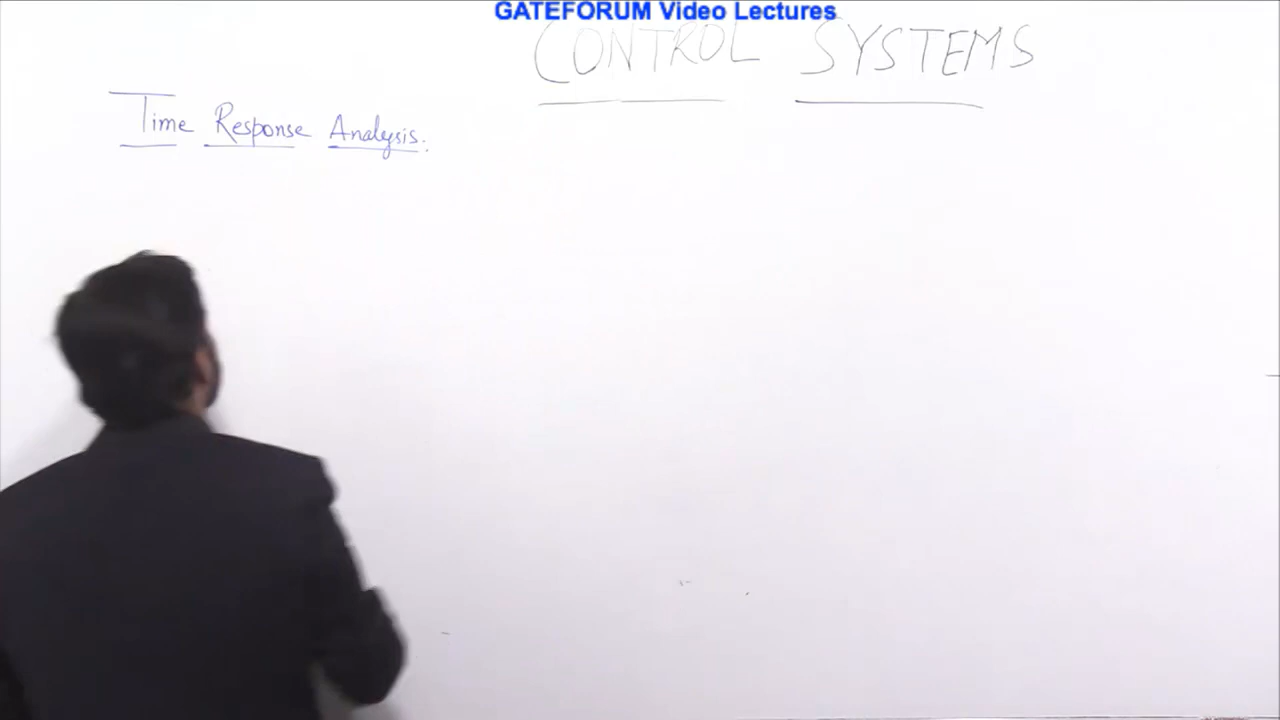 GATEFORUM Video Lectures
CONTROL SYSTEMS
Time Response Analysis.